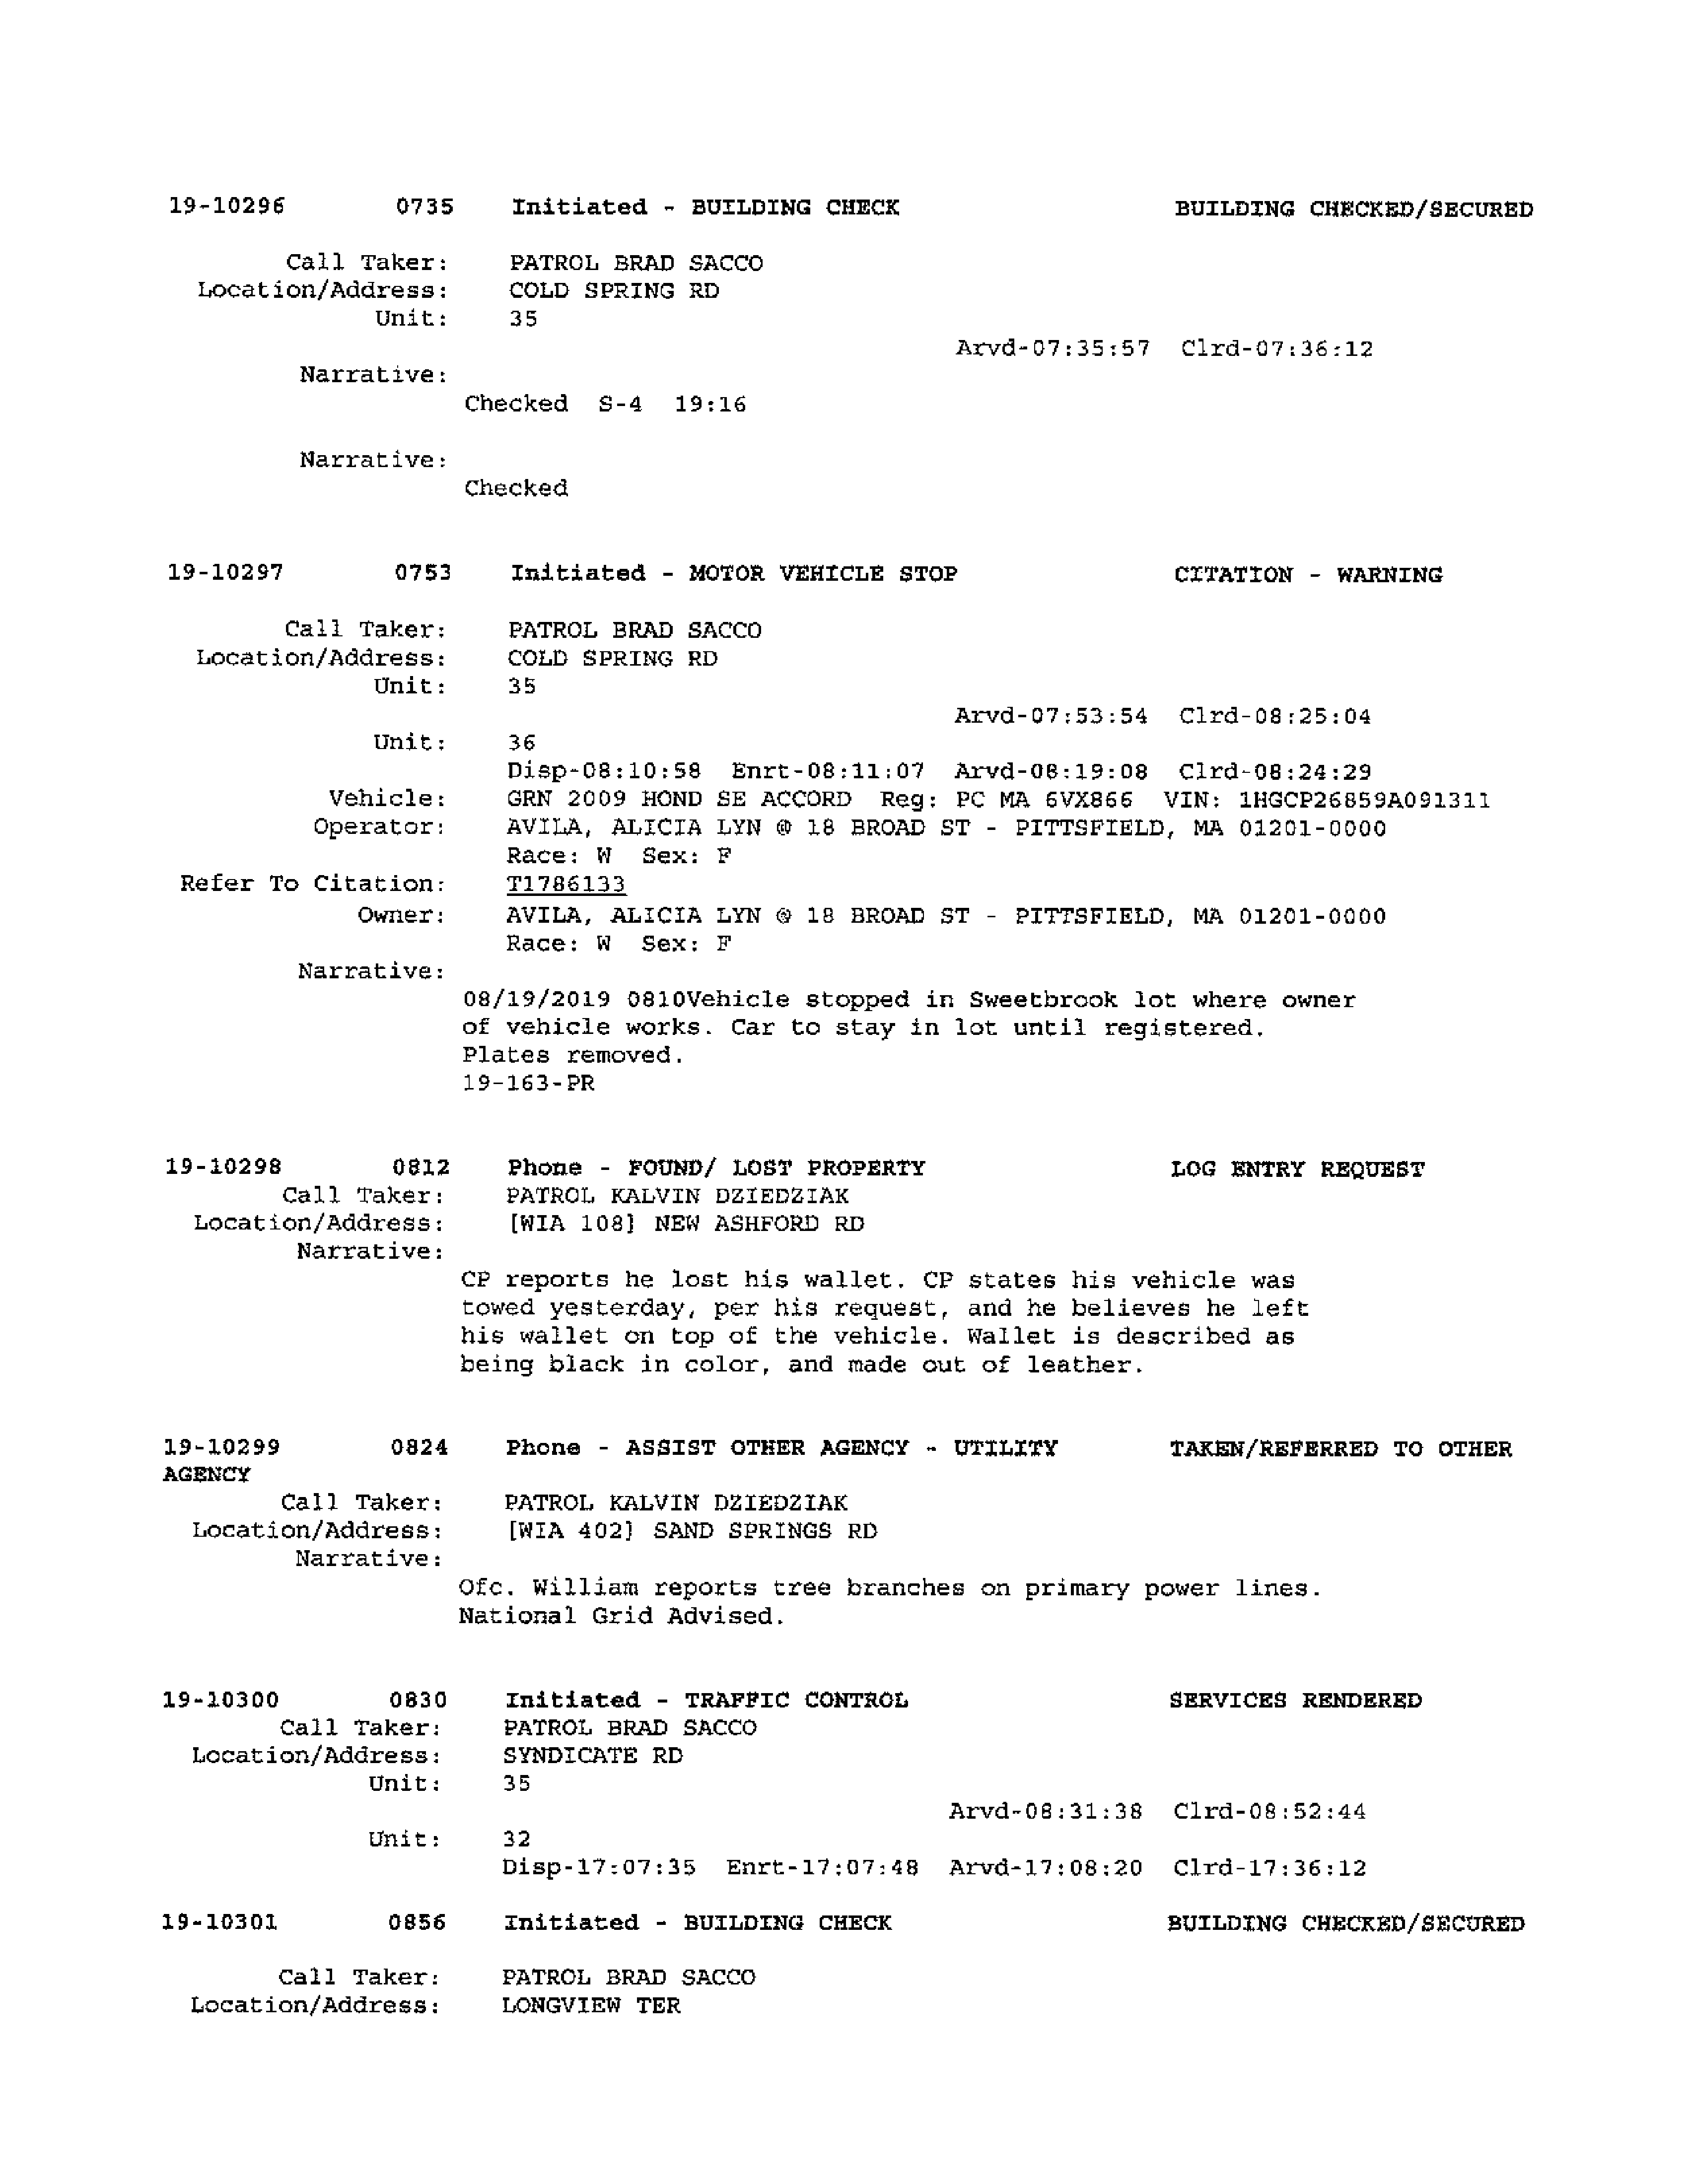 19-10296 0735 Initiated - BUILDING CHECK BUILDING CHECKED/SECURED
Call Taker: PATROL BRAD SACCO
Location/Address: COLD SPRING RD
Unit: 35
Arvd-07:35:57 Clrd-07:36:12
Narrative:
Checked S-4 19:16
Narrative:
Checked
19-10297 0753 Initiated - MOTOR VEHICLE STOP CITATION - WARNING
Call Taker: PATROL BRAD SACCO
Location/Address: COLD SPRING RD
Unit: 35
Arvd-07:53:54 Clrd-08:25:04
Unit: 36
Disp-08:10:58 Enrt-08:11:07 Arvd-08:19:08 Clrd-08:24:29
Vehicle: GRN 2009 HOND SE ACCORD Reg: PC MA 6VX866 VIN: 1HGCP26859A091311
Operator: AVILA, ALICIA LYN @ 18 BROAD ST - PITTSFIELD, MA 01201-0000
Race: W Sex: F
Refer To Citation: T1786133
Owner: AVILA, ALICIA LYN @ 18 BROAD ST - PITTSFIELD, MA 01201-0000
Race: W Sex: F
Narrative:
08/19/2019 0810Vehicle stopped in Sweetbrook lot where owner
of vehicle works. Car to stay in lot until registered.
Plates removed.
19-163-PR
19-10298 0812 Phone - FOUND/ LOST PROPERTY LOG ENTRY REQUEST
Call Taker: PATROL KALVIN DZIEDZIAK
Location/Address: [WIA 108] NEW ASHFORD RD
Narrative:
CP reports he lost his wallet. CP states his vehicle was
towed yesterday, per his request, and he believes he left
his wallet on top of the vehicle. Wallet is described as
being black in color, and made out of leather.
19-10299 0824 Phone - ASSIST OTHER AGENCY - UTILITY TAKEN/REFERRED TO OTHER
AGENCY
Call Taker: PATROL KALVIN DZIEDZIAK
Location/Address: [WIA 402] SAND SPRINGS RD
Narrative:
Ofc. William reports tree branches on primary power lines.
National Grid Advised.
19-10300 0830 Initiated - TRAFFIC CONTROL SERVICES RENDERED
Call Taker: PATROL BRAD SACCO
Location/Address: SYNDICATE RD
Unit: 35
Arvd-08:31:38 Clrd-08:52:44
Unit: 32
Disp-17:07:35 Enrt-17:07:48 Arvd-17:08:20 Clrd-17:36:12
19-10301 0856 Initiated - BUILDING CHECK BUILDING CHECKED/SECURED
Call Taker: PATROL BRAD SACCO
Location/Address: LONGVIEW TER